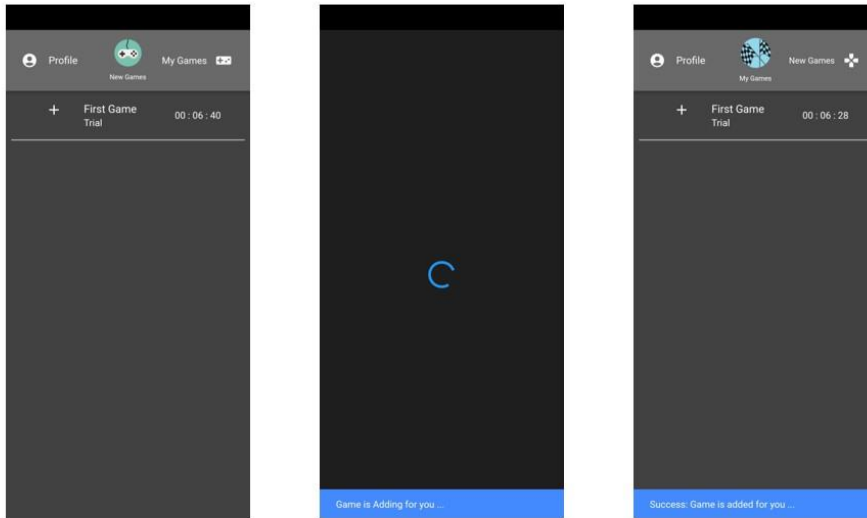 Profile
New Games
My Games
First Game
Trial
00 : 06 : 40
Game is Adding for you ...
Profile
My Games
New Games
First Game
Trial
00 : 06 : 28
Success: Game is added for you ...